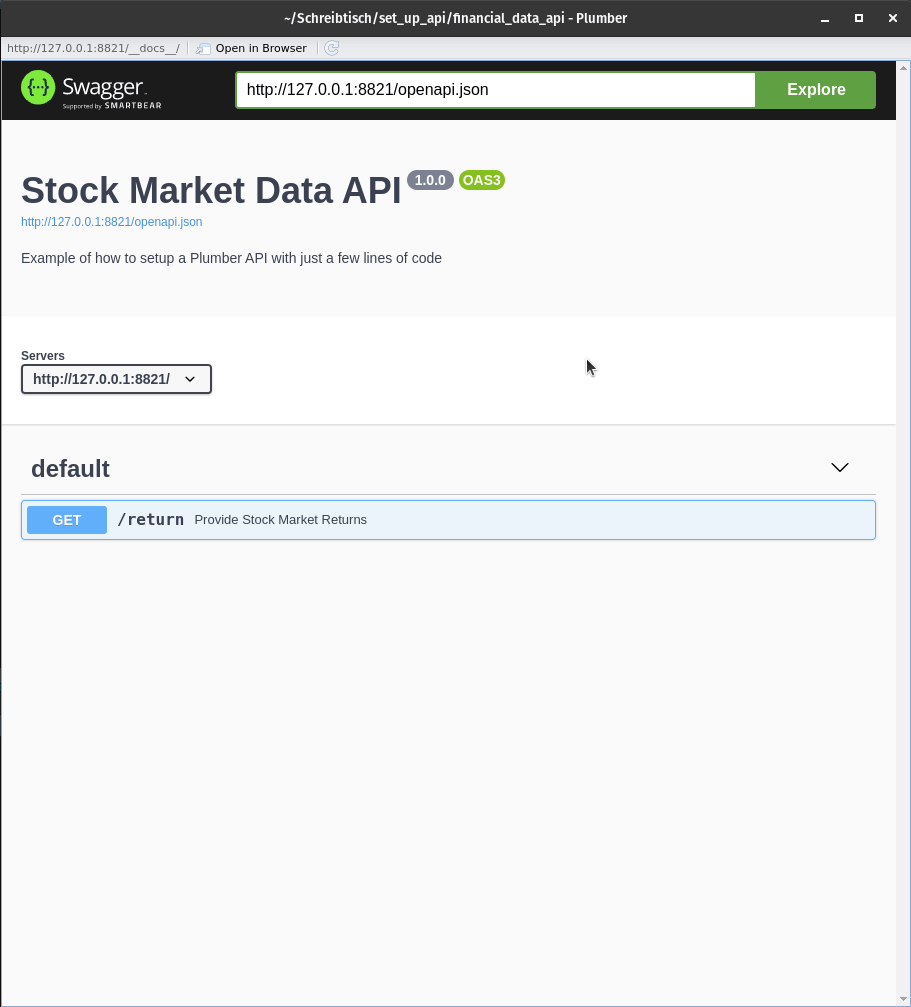 ~/Schreibtisch/set_up_api/financial_data_api - Plumber
http://127.0.0.1:8821/__docs__/ Open in Browser
{···} Swagger
Supported by SMARTBEAR
http://127.0.0.1:8821/openapi.json Explore
Stock Market Data API 1.0.0 OAS3
http://127.0.0.1:8821/openapi.json
Example of how to setup a Plumber API with just a few lines of code
Servers
http://127.0.0.1:8821/
default
GET /return Provide Stock Market Returns